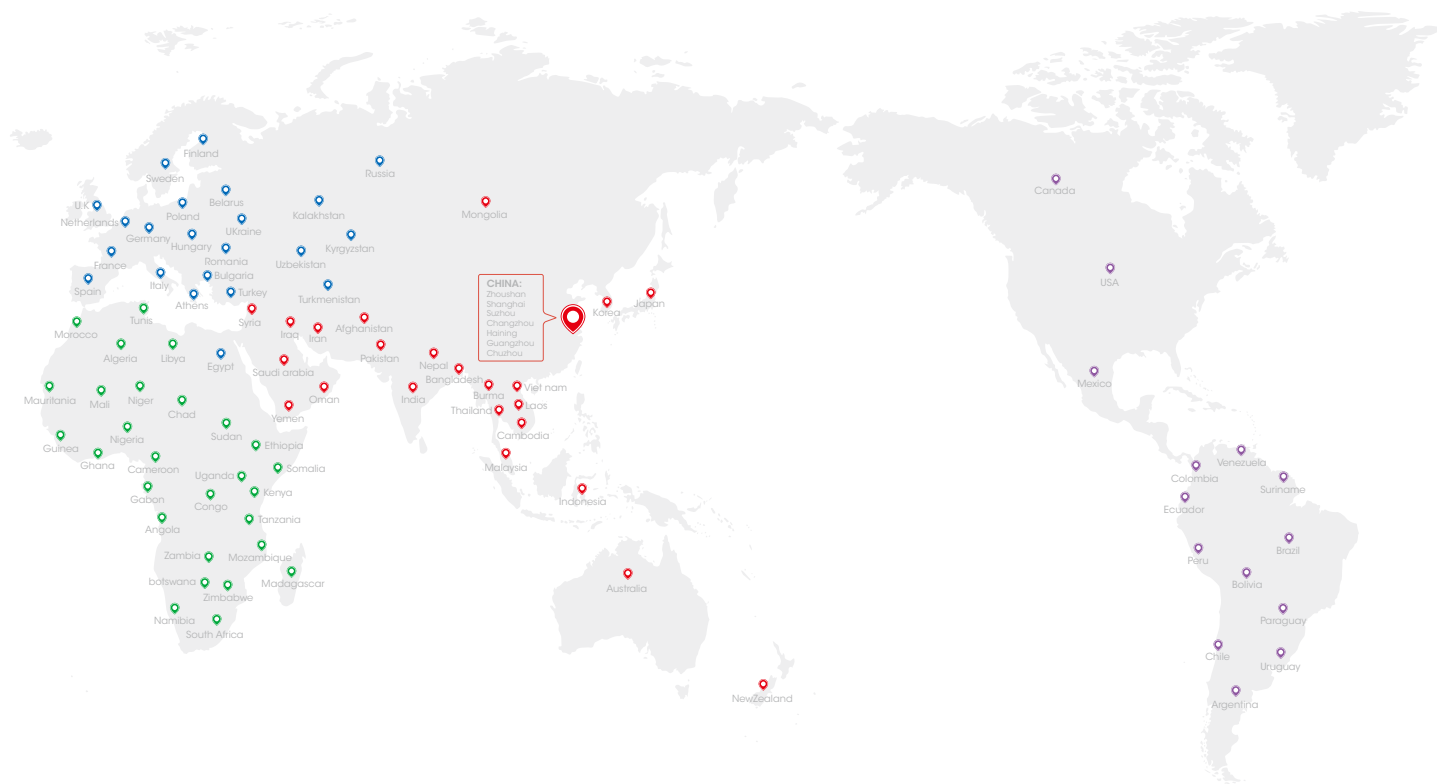 Finland
Sweden
Russia
Canada
Belarus
U.K
Poland
Kalakhstan
Mongolia
Netherlands
UKraine
Germany
Hungary
Kyrgyzstan
France
Romania
Uzbekistan
USA
Italy
Bulgaria
Spain
Turkey
Athens
Turkmenistan
CHINA:
Zhoushan
Shanghai
Suzhou
Changzhou
Haining
Guangzhou
Chuzhou
Japan
Korea
Tunis
Syria
Morocco
Iraq
Iran
Afghanistan
Algeria
Libya
Egypt
Pakistan
Nepal
Saudi arabia
Bangladesh
Mexico
Mauritania
Mali
Niger
Oman
India
Burma
Viet nam
Chad
Yemen
Thailand
Laos
Sudan
Nigeria
Cambodia
Guinea
Ethiopia
Ghana
Cameroon
Somalia
Malaysia
Venezuela
Uganda
Colombia
Suriname
Gabon
Kenya
Congo
Indonesia
Ecuador
Angola
Tanzania
Zambia
Mozambique
Brazil
Peru
botswana
Madagascar
Zimbabwe
Australia
Bolivia
Namibia
South Africa
Paraguay
Chile
Uruguay
NewZealand
Argentina